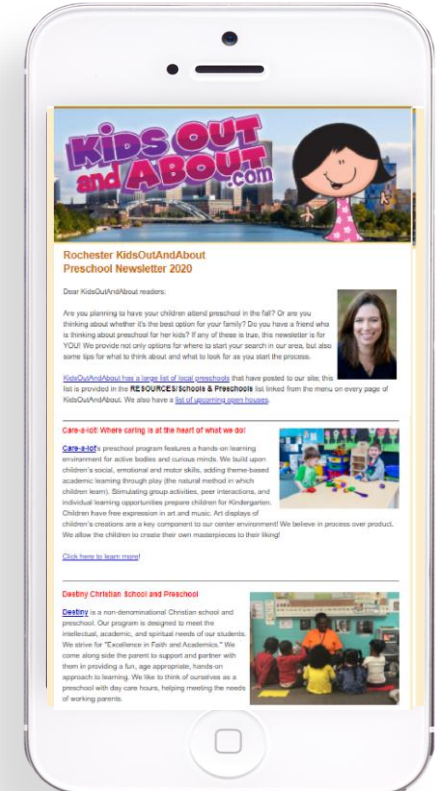 KIDS OUT
and ABOUT
.com
Rochester KidsOutAndAbout
Preschool Newsletter 2020
Dear KidsOutAndAbout readers:
Are you planning to have your children attend preschool in the fall? Or are you
thinking about whether it's the best option for your family? Do you have a friend who
is thinking about preschool for her kids? If any of these is true, this newsletter is for
YOU! We provide not only options for where to start your search in our area, but also
some tips for what to think about and what to look for as you start the process.
KidsOutAndAbout has a large list of local preschools that have posted to our site; this
list is provided in the RESOURCES/Schools & Preschools list linked from the menu on every page of
KidsOutAndAbout. We also have a list of upcoming open houses.
Care-a-lot: Where caring is at the heart of what we do!
Care-a-lot's preschool program features a hands-on learning
environment for active bodies and curious minds. We build upon
children's social, emotional and motor skills, adding theme-based
academic learning through play (the natural method in which
children learn). Stimulating group activities, peer interactions, and
individual learning opportunities prepare children for Kindergarten.
Children have free expression in art and music. Art displays of
children's creations are a key component to our center environment! We believe in process over product.
We allow the children to create their own masterpieces to their liking!
Click here to learn more!
Destiny Christian School and Preschool
Destiny is a non-denominational Christian school and
preschool. Our program is designed to meet the
intellectual, academic, and spiritual needs of our students.
We strive for "Excellence in Faith and Academics." We
come along side the parent to support and partner with
them in providing a fun, age appropriate, hands-on
approach to learning. We like to think of ourselves as a
preschool with day care hours, helping meeting the needs
of working parents.